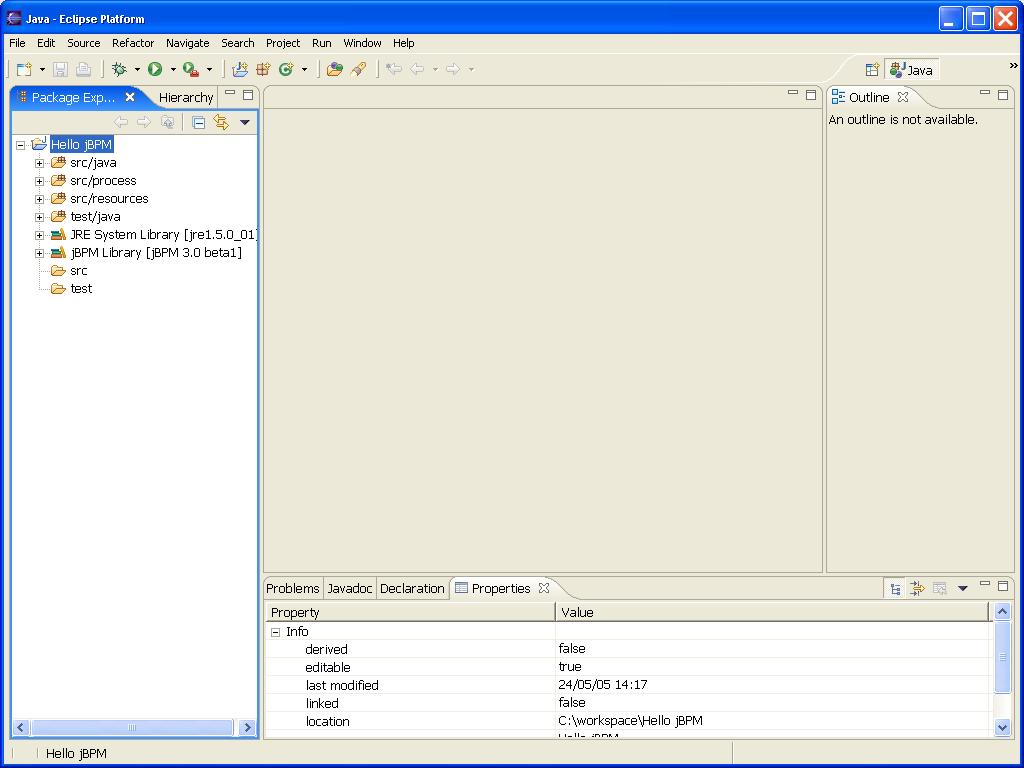 Java - Eclipse Platform
File Edit Source Refactor Navigate Search Project Run Window Help
Java »
Package Exp... Hierarchy
Outline
An outline is not available.
Hello jBPM
src/java
src/process
src/resources
test/java
JRE System Library [jre1.5.0_01]
jBPM Library [jBPM 3.0 beta1]
src
test
Problems Javadoc Declaration Properties
Property Value
Info
derived false
editable true
last modified 24/05/05 14:17
linked false
location C:\workspace\Hello jBPM
Hello jBPM
Hello jBPM